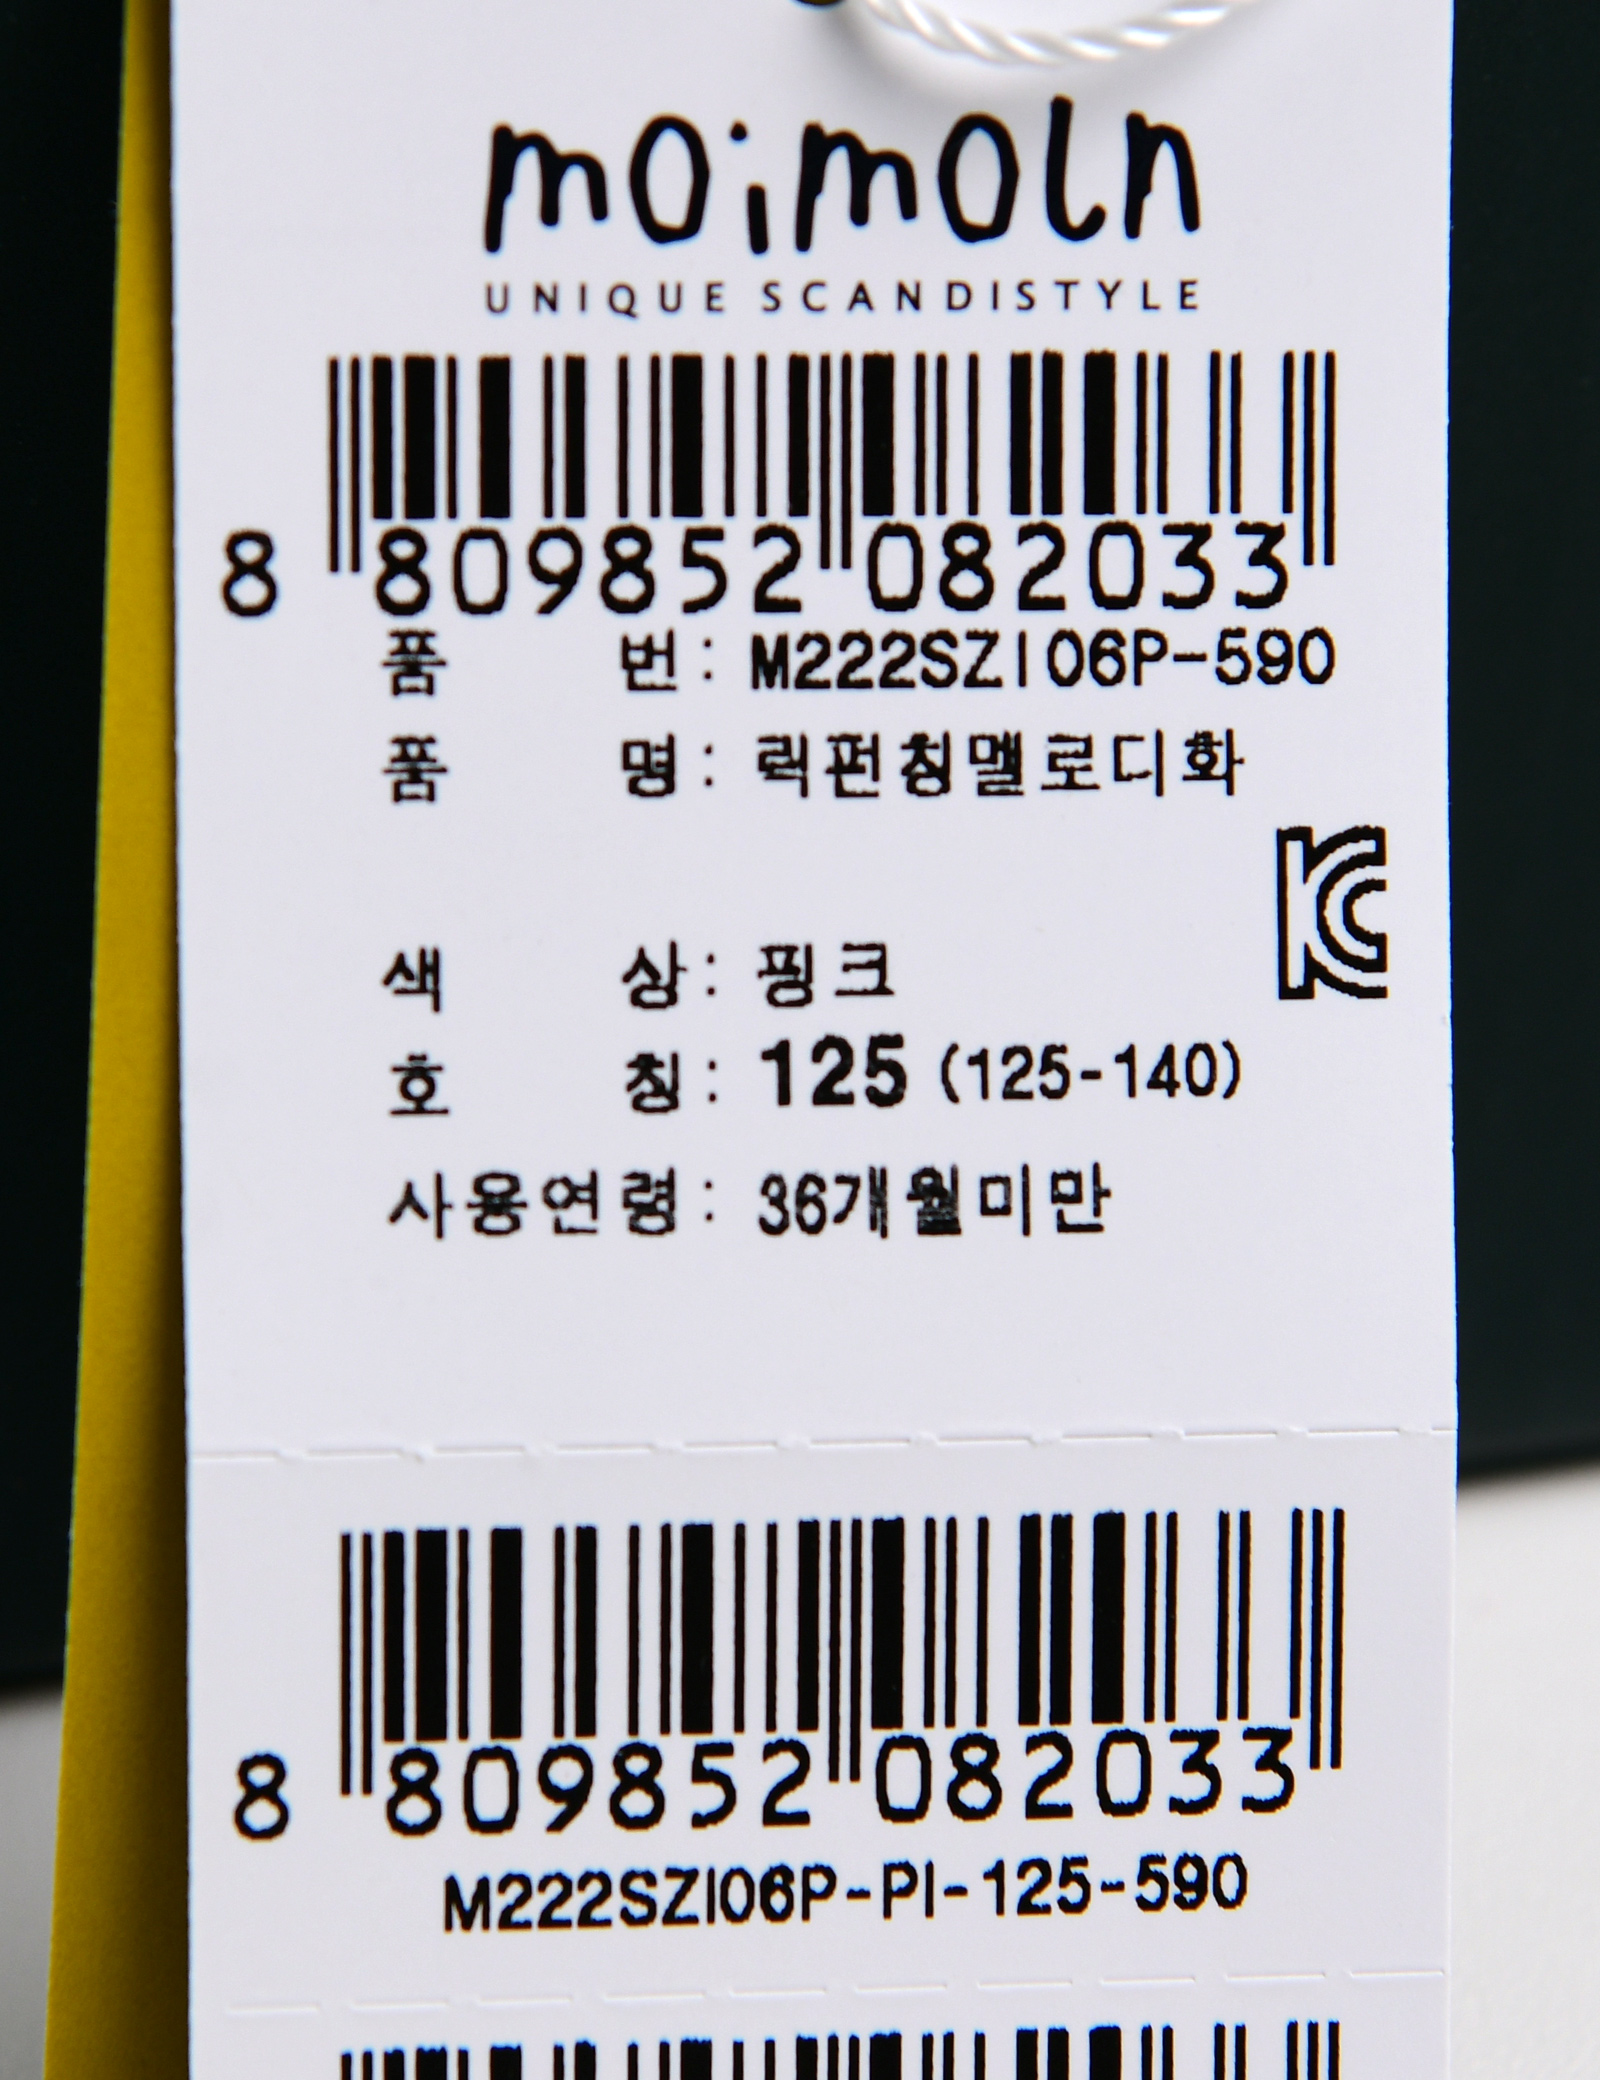 moimoln
UNIQUE SCANDISTYLE
8 809852 082033
품 번 : M222SZI06P-590
품 명 : 릭펀칭멜로디화
KC
색 상 : 핑크
호 칭 : 125 (125-140)
사용연령 : 36개월미만
8 809852 082033
M222SZI06P-PI-125-590